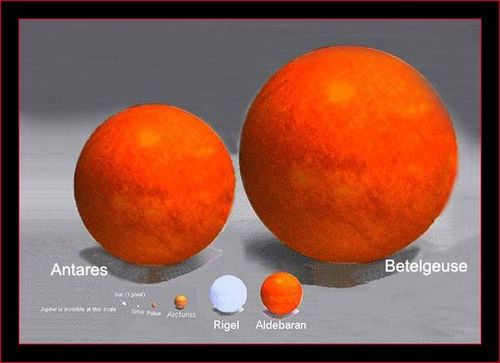 Antares
Betelgeuse
Sun (1 pixel)
Jupiter is invisible at this scale
Sirius
Pollux
Arcturus
Rigel
Aldebaran